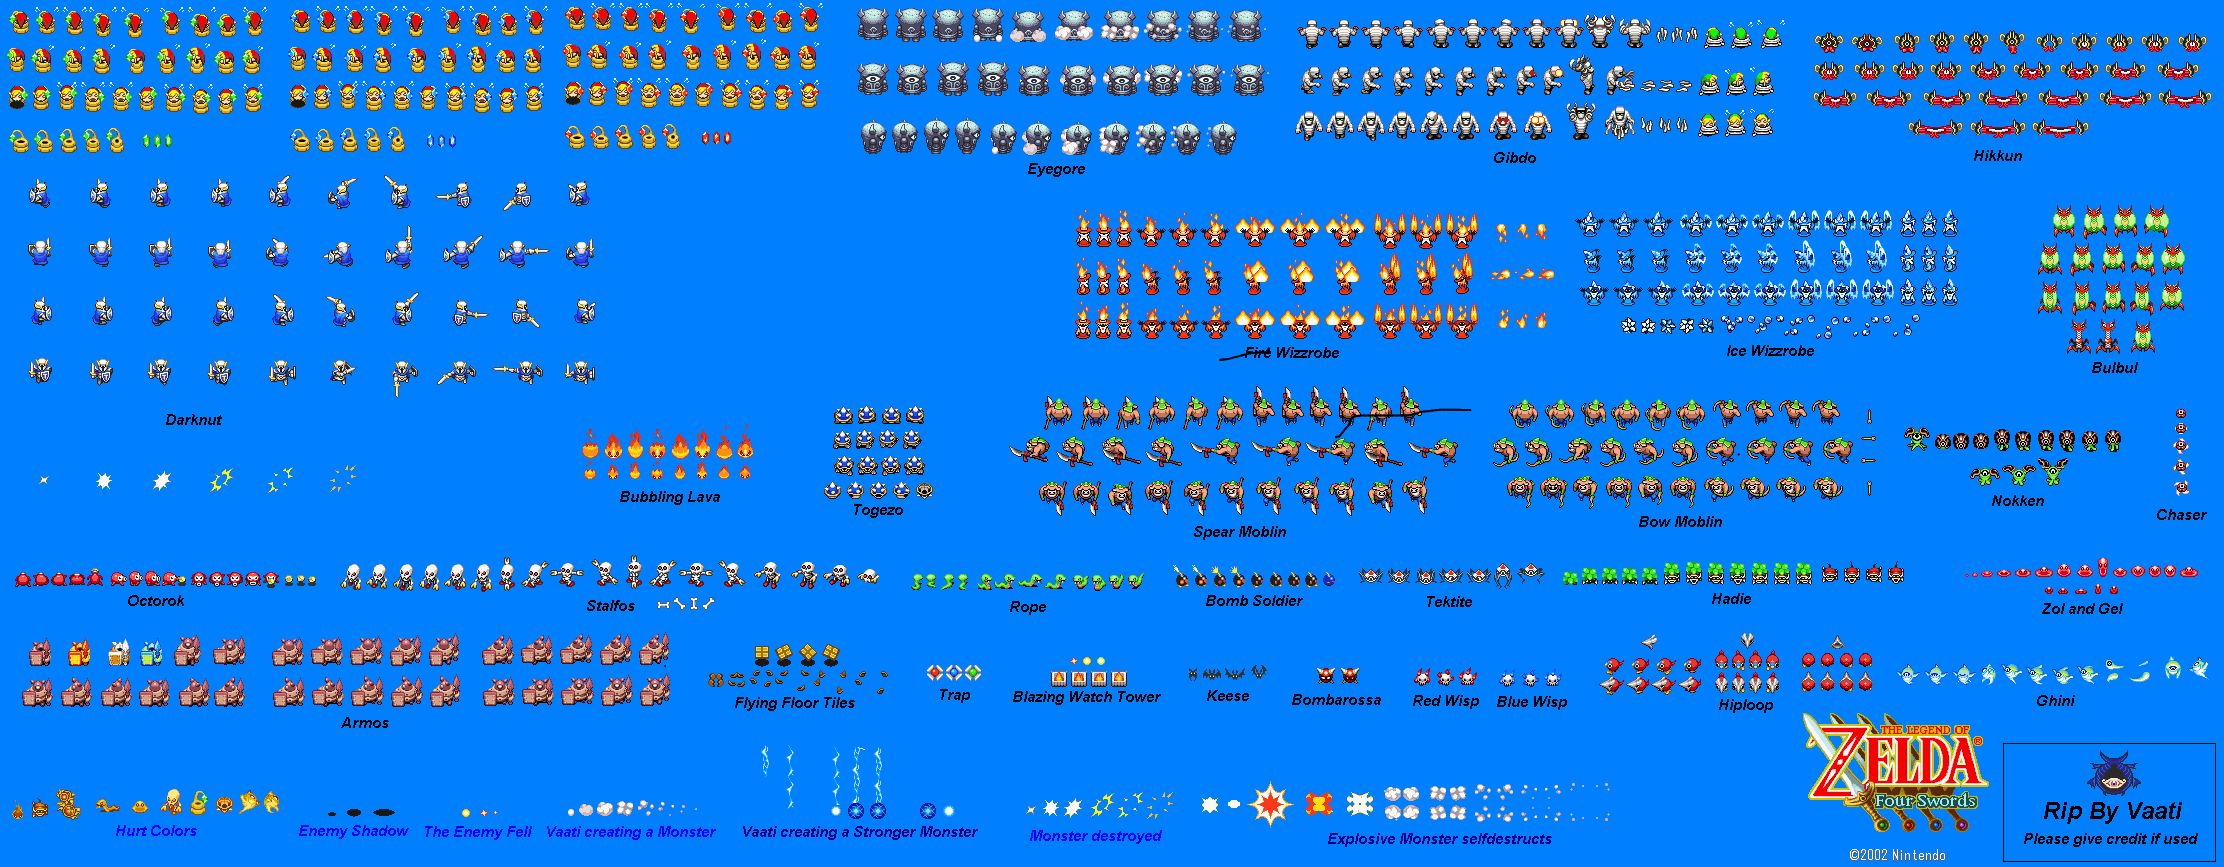 Eyegore
Gibdo
Hikkun
Fire Wizzrobe
Ice Wizzrobe
Bulbul
Darknut
Bubbling Lava
Togezo
Spear Moblin
Bow Moblin
Nokken
Chaser
Octorok
Stalfos
Rope
Bomb Soldier
Tektite
Hadie
Zol and Gel
Armos
Flying Floor Tiles
Trap
Blazing Watch Tower
Keese
Bombarossa
Red Wisp
Blue Wisp
Hiploop
Ghini
THE LEGEND OF
ZELDA®
Four Swords
Hurt Colors
Enemy Shadow
The Enemy Fell
Vaati creating a Monster
Vaati creating a Stronger Monster
Monster destroyed
Explosive Monster selfdestructs
Rip By Vaati
Please give credit if used
©2002 Nintendo